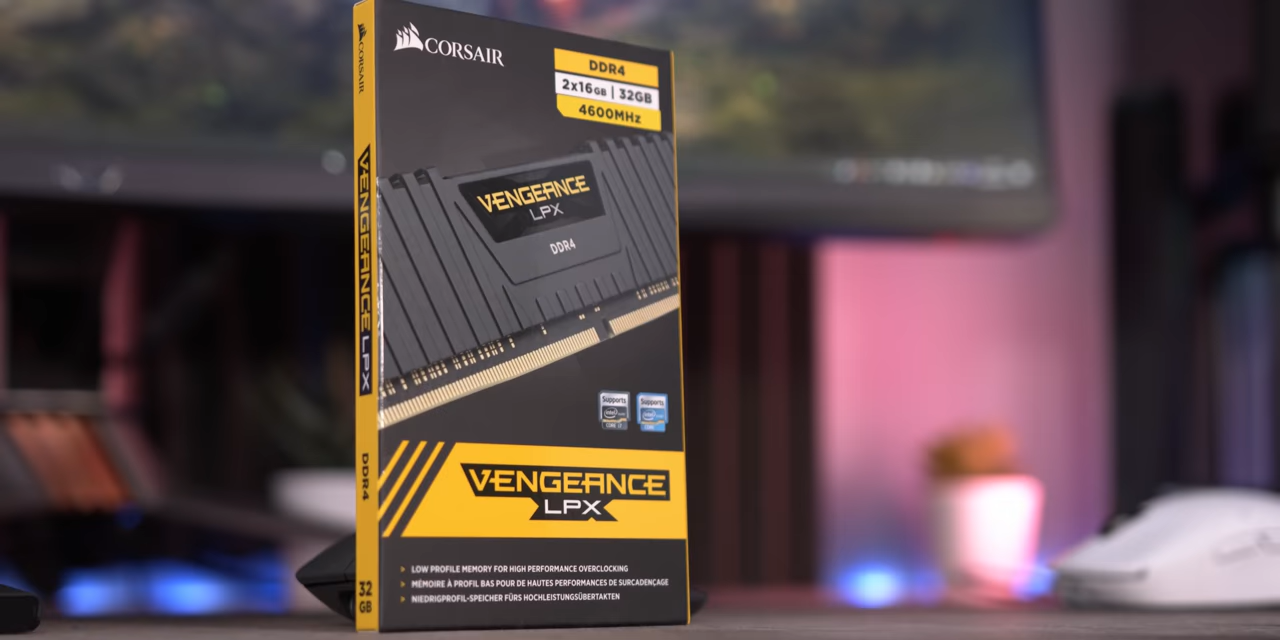 CORSAIR
DDR4
2x16GB | 32GB
4600MHz
VENGEANCE
LPX
DDR4
Supports
Supports
VENGEANCE
LPX
LOW PROFILE MEMORY FOR HIGH PERFORMANCE OVERCLOCKING
MÉMOIRE À PROFIL BAS POUR DE HAUTES PERFORMANCES DE SURCADENÇAGE
NIEDRIGPROFIL-SPEICHER FÜRS HOCHLEISTUNGSÜBERTAKTEN
CORSAIR
VENGEANCE LPX
DDR4
32
GB